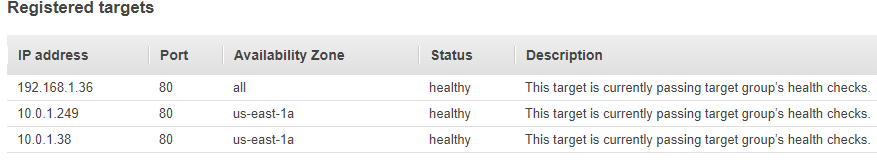 Registered targets
IP address Port Availability Zone Status Description
192.168.1.36 80 all healthy This target is currently passing target group's health checks.
10.0.1.249 80 us-east-1a healthy This target is currently passing target group's health checks.
10.0.1.38 80 us-east-1a healthy This target is currently passing target group's health checks.